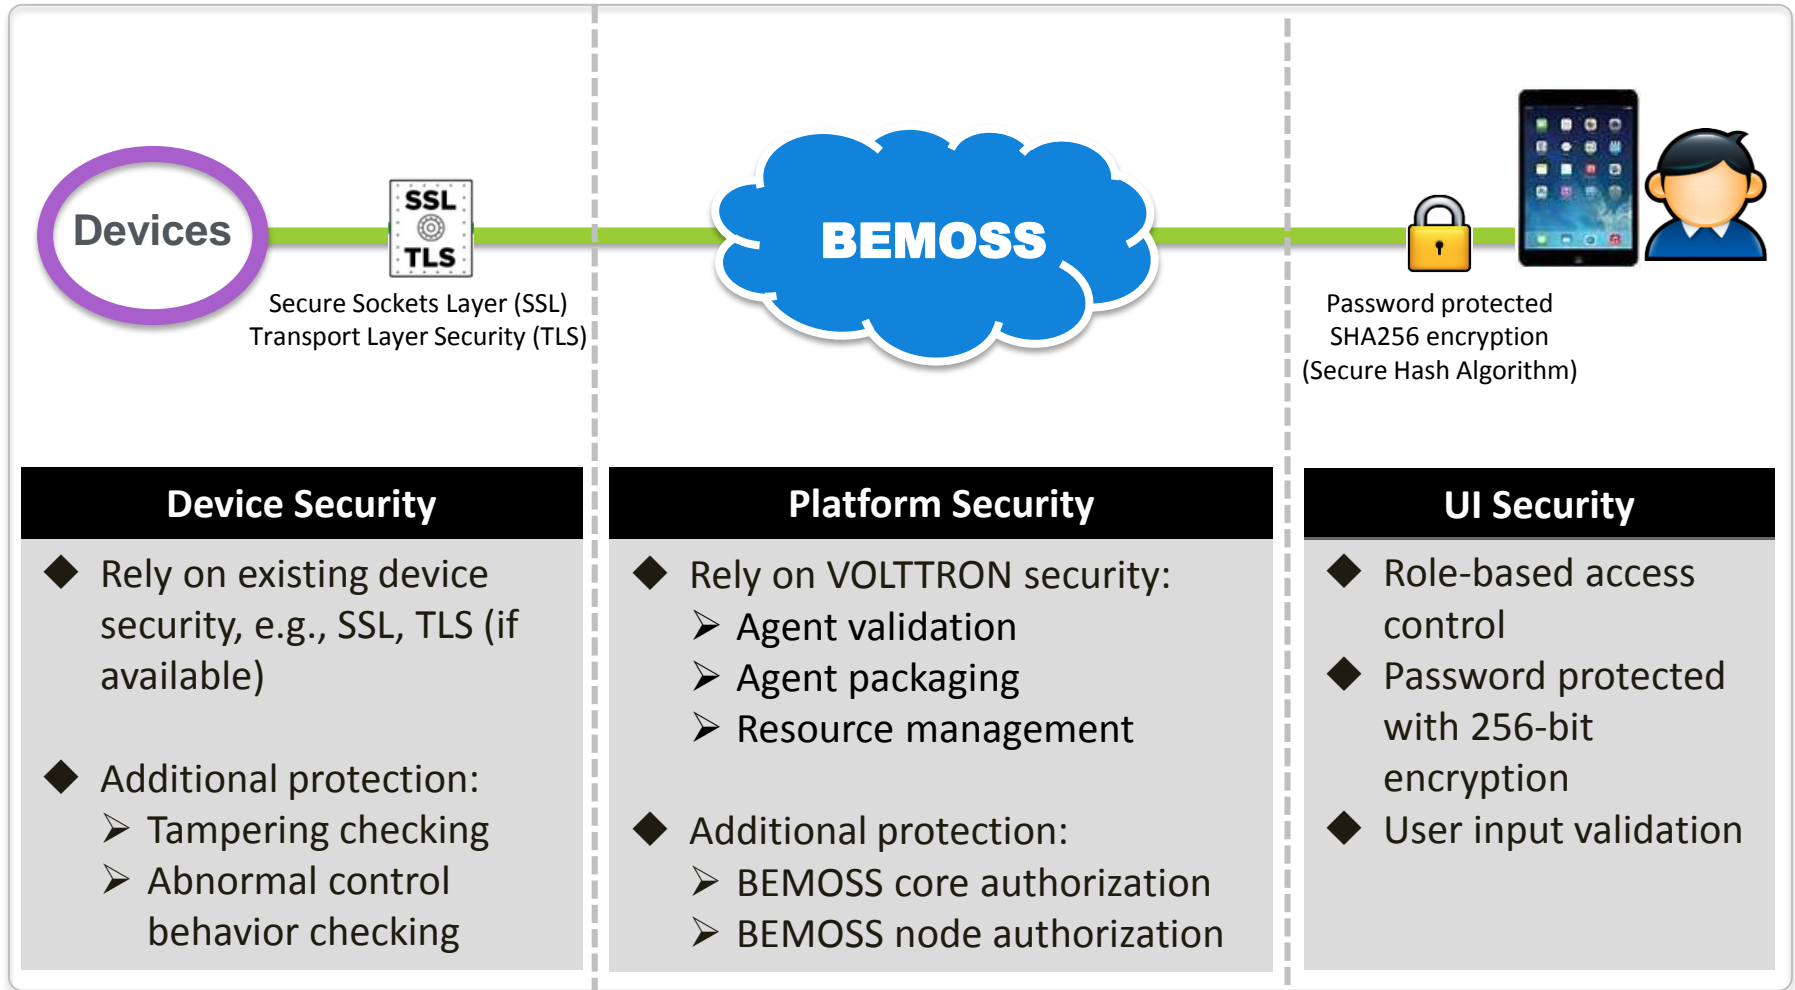 Devices
SSL
TLS
Secure Sockets Layer (SSL)
Transport Layer Security (TLS)
BEMOSS
Password protected
SHA256 encryption
(Secure Hash Algorithm)
Device Security
Rely on existing device
security, e.g., SSL, TLS (if
available)
Additional protection:
Tampering checking
Abnormal control
behavior checking
Platform Security
Rely on VOLTTRON security:
Agent validation
Agent packaging
Resource management
Additional protection:
BEMOSS core authorization
BEMOSS node authorization
UI Security
Role-based access
control
Password protected
with 256-bit
encryption
User input validation